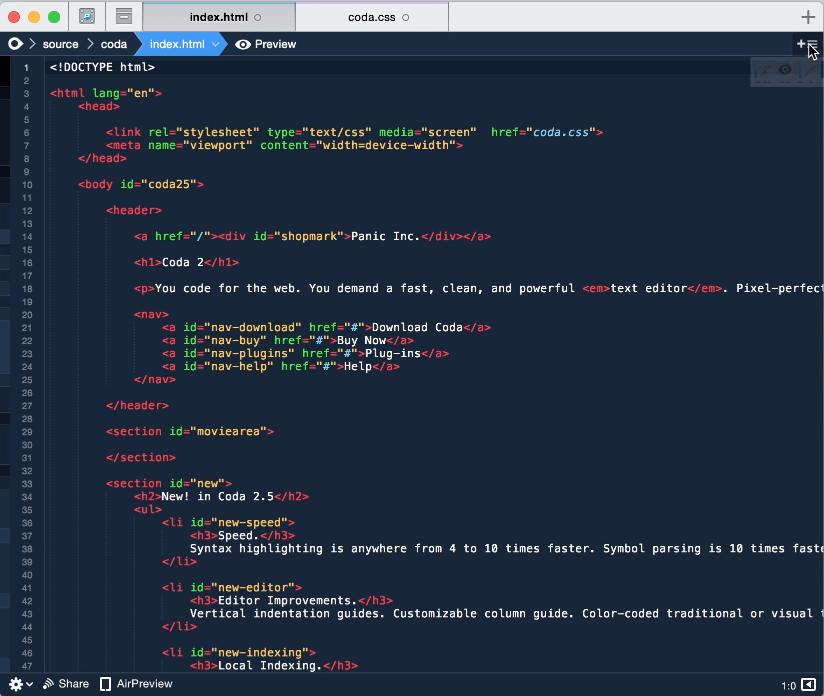 index.html
coda.css
source coda index.html Preview
1 <!DOCTYPE html>
2
3 <html lang="en">
4 <head>
5
6 <link rel="stylesheet" type="text/css" media="screen" href="coda.css">
7 <meta name="viewport" content="width=device-width">
8 </head>
9
10 <body id="coda25">
11
12 <header>
13
14 <a href="/"><div id="shopmark">Panic Inc.</div></a>
15
16 <h1>Coda 2</h1>
17
18 <p>You code for the web. You demand a fast, clean, and powerful <em>text editor</em>. Pixel-perfect
19
20 <nav>
21 <a id="nav-download" href="#">Download Coda</a>
22 <a id="nav-buy" href="#">Buy Now</a>
23 <a id="nav-plugins" href="#">Plug-ins</a>
24 <a id="nav-help" href="#">Help</a>
25 </nav>
26
27 </header>
28
29 <section id="moviearea">
30
31 </section>
32
33 <section id="new">
34 <h2>New! in Coda 2.5</h2>
35 <ul>
36 <li id="new-speed">
37 <h3>Speed.</h3>
38 Syntax highlighting is anywhere from 4 to 10 times faster. Symbol parsing is 10 times faste
39 </li>
40
41 <li id="new-editor">
42 <h3>Editor Improvements.</h3>
43 Vertical indentation guides. Customizable column guide. Color-coded traditional or visual t
44 </li>
45
46 <li id="new-indexing">
47 <h3>Local Indexing.</h3>
Share AirPreview 1:0